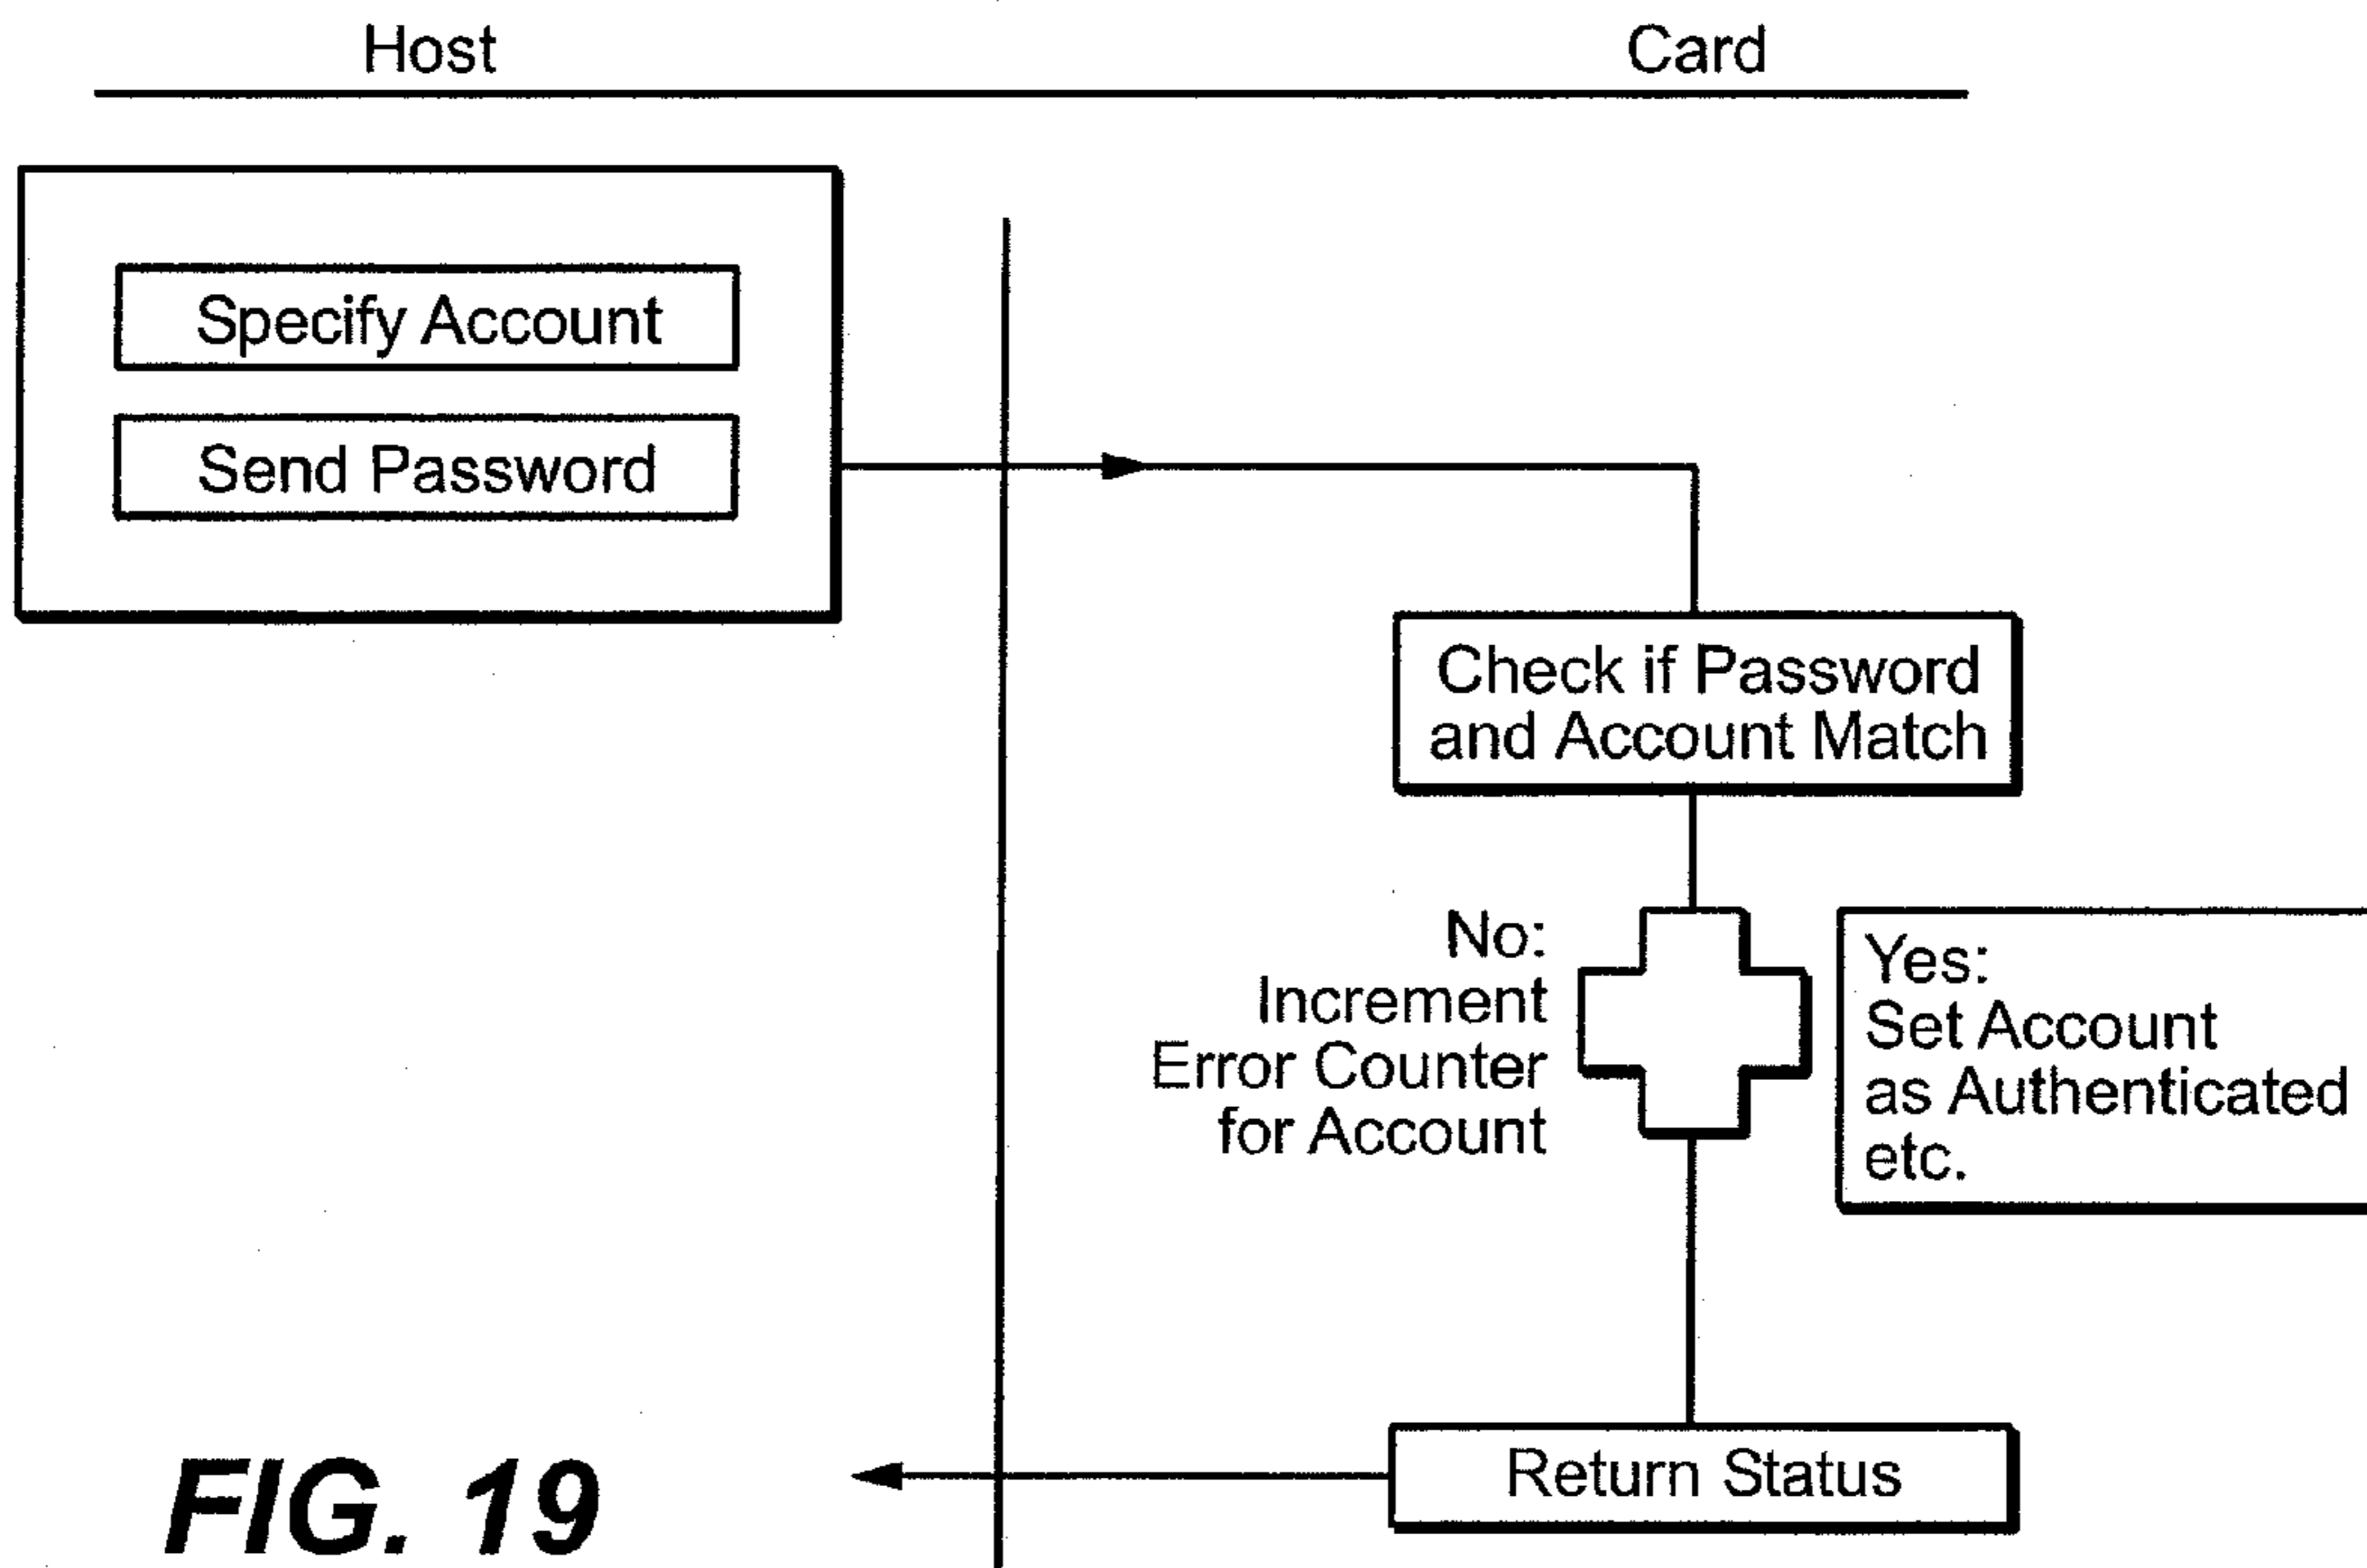 Host
Card
Specify Account
Send Password
Check if Password
and Account Match
No:
Increment
Error Counter
for Account
Yes:
Set Account
as Authenticated
etc.
Return Status
FIG. 19